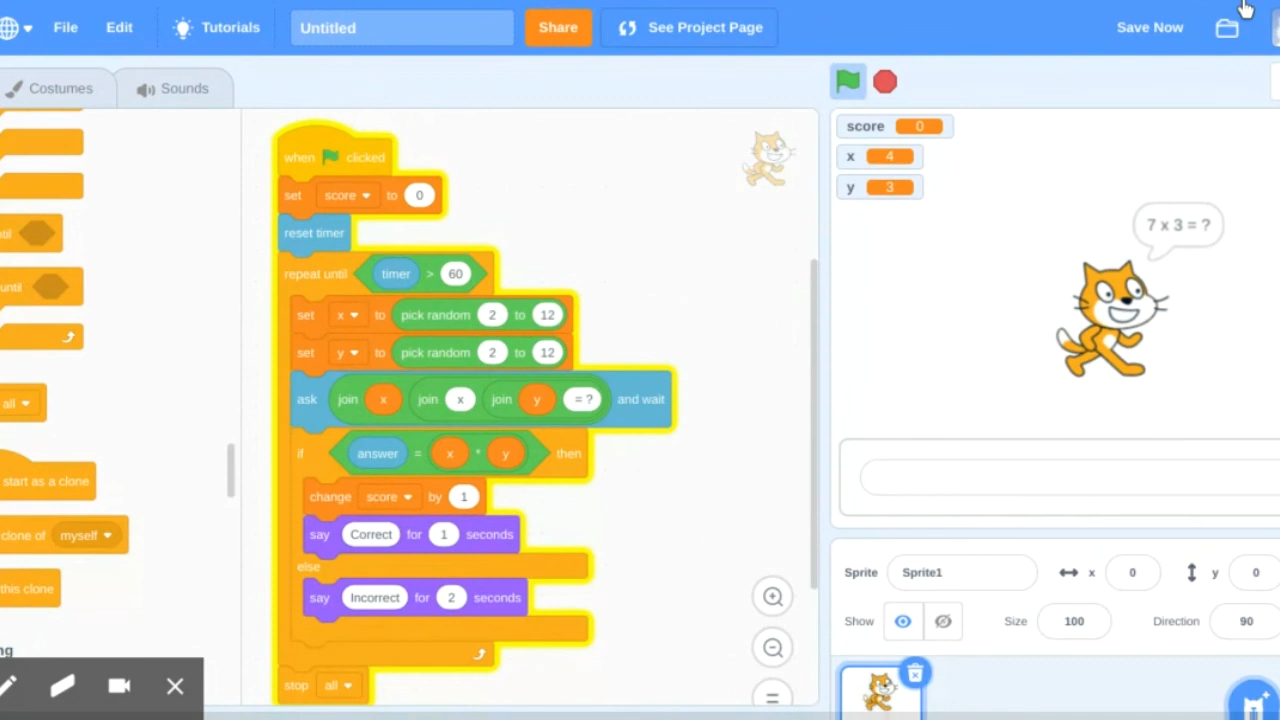 File Edit Tutorials Untitled Share See Project Page Save Now
Costumes Sounds
when clicked
set score to 0
reset timer
repeat until timer > 60
set x to pick random 2 to 12
set y to pick random 2 to 12
ask join x join x join y = ? and wait
if answer = x * y then
change score by 1
say Correct for 1 seconds
else
say Incorrect for 2 seconds
stop all
until
all
start as a clone
clone of myself
this clone
score 0
x 4
y 3
7 x 3 = ?
Sprite Sprite1 x 0 y 0
Show Size 100 Direction 90